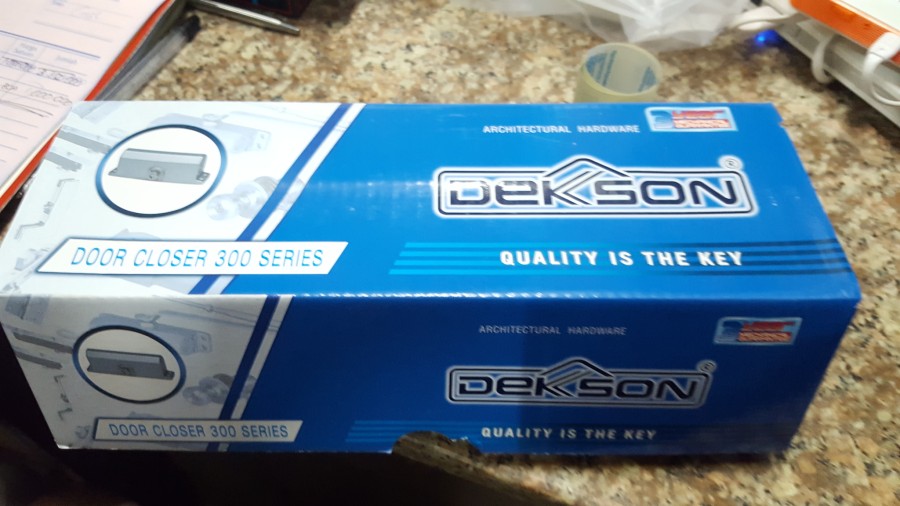 ARCHITECTURAL HARDWARE
DEKSON®
DOOR CLOSER 300 SERIES
QUALITY IS THE KEY
ARCHITECTURAL HARDWARE
DEKSON®
DOOR CLOSER 300 SERIES
QUALITY IS THE KEY